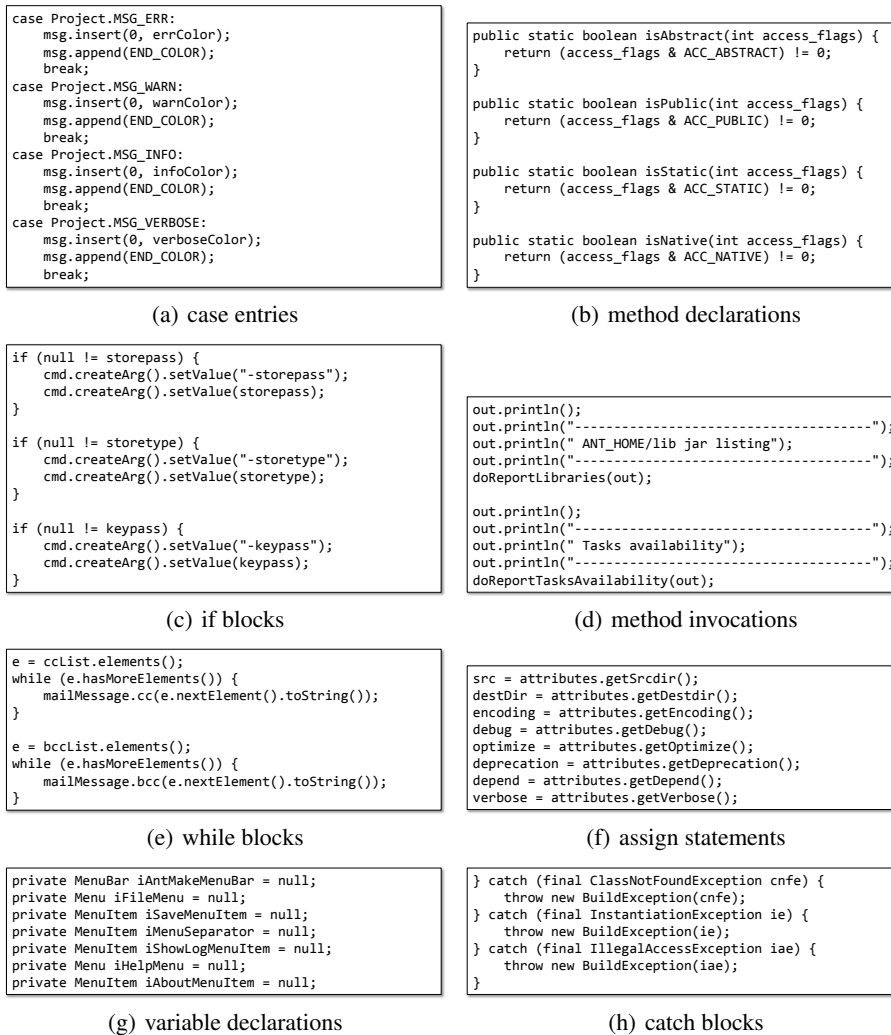 case Project.MSG_ERR:
    msg.insert(0, errColor);
    msg.append(END_COLOR);
    break;
case Project.MSG_WARN:
    msg.insert(0, warnColor);
    msg.append(END_COLOR);
    break;
case Project.MSG_INFO:
    msg.insert(0, infoColor);
    msg.append(END_COLOR);
    break;
case Project.MSG_VERBOSE:
    msg.insert(0, verboseColor);
    msg.append(END_COLOR);
    break;
(a) case entries
public static boolean isAbstract(int access_flags) {
    return (access_flags & ACC_ABSTRACT) != 0;
}
public static boolean isPublic(int access_flags) {
    return (access_flags & ACC_PUBLIC) != 0;
}
public static boolean isStatic(int access_flags) {
    return (access_flags & ACC_STATIC) != 0;
}
public static boolean isNative(int access_flags) {
    return (access_flags & ACC_NATIVE) != 0;
}
(b) method declarations
if (null != storepass) {
    cmd.createArg().setValue("-storepass");
    cmd.createArg().setValue(storepass);
}
if (null != storetype) {
    cmd.createArg().setValue("-storetype");
    cmd.createArg().setValue(storetype);
}
if (null != keypass) {
    cmd.createArg().setValue("-keypass");
    cmd.createArg().setValue(keypass);
}
(c) if blocks
out.println();
out.println("--------------------------------------");
out.println(" ANT_HOME/lib jar listing");
out.println("--------------------------------------");
doReportLibraries(out);
out.println();
out.println("--------------------------------------");
out.println(" Tasks availability");
out.println("--------------------------------------");
doReportTasksAvailability(out);
(d) method invocations
e = ccList.elements();
while (e.hasMoreElements()) {
    mailMessage.cc(e.nextElement().toString());
}
e = bccList.elements();
while (e.hasMoreElements()) {
    mailMessage.bcc(e.nextElement().toString());
}
(e) while blocks
src = attributes.getSrcdir();
destDir = attributes.getDestdir();
encoding = attributes.getEncoding();
debug = attributes.getDebug();
optimize = attributes.getOptimize();
deprecation = attributes.getDeprecation();
depend = attributes.getDepend();
verbose = attributes.getVerbose();
(f) assign statements
private MenuBar iAntMakeMenuBar = null;
private Menu iFileMenu = null;
private MenuItem iSaveMenuItem = null;
private MenuItem iMenuSeparator = null;
private MenuItem iShowLogMenuItem = null;
private Menu iHelpMenu = null;
private MenuItem iAboutMenuItem = null;
(g) variable declarations
} catch (final ClassNotFoundException cnfe) {
    throw new BuildException(cnfe);
} catch (final InstantiationException ie) {
    throw new BuildException(ie);
} catch (final IllegalAccessException iae) {
    throw new BuildException(iae);
}
(h) catch blocks